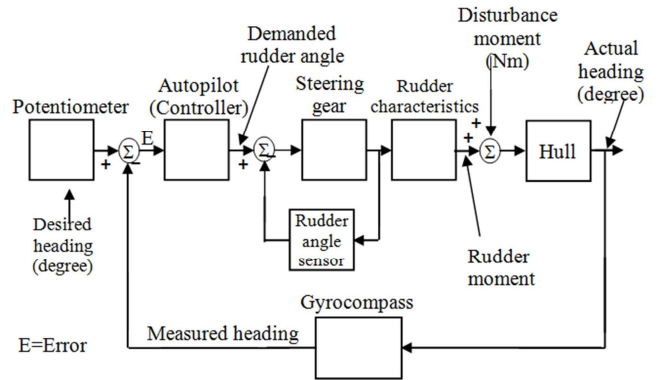 Disturbance
moment
(Nm)
Demanded
rudder angle
Actual
heading
(degree)
Potentiometer
Autopilot
(Controller)
Steering
gear
Rudder
characteristics
E
Σ
Σ
Σ
Hull
+
-
+
-
+
+
Desired
heading
(degree)
Rudder
angle
sensor
Rudder
moment
Gyrocompass
Measured heading
E=Error